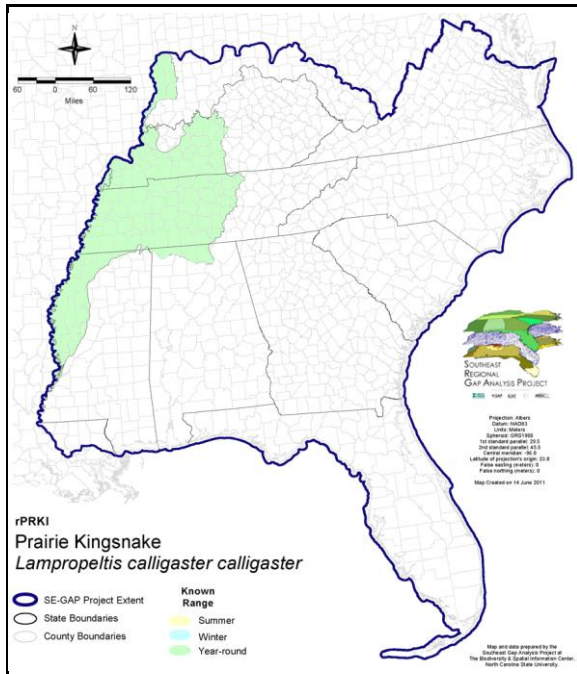 N
60 0 60 120
Miles
SOUTHEAST
REGIONAL
GAP ANALYSIS PROJECT
Projection: Albers
Datum: NAD83
Units: Meters
Spheroid: GRS1980
1st standard parallel: 29.5
2nd standard parallel: 45.5
Central meridian: -96.0
Latitude of projection's origin: 23.0
False easting (meters): 0
False northing (meters): 0
Map Created on 14 June 2011
rPRKI
Prairie Kingsnake
Lampropeltis calligaster calligaster
SE-GAP Project Extent
State Boundaries
County Boundaries
Known
Range
Summer
Winter
Year-round
Map and data prepared by the
Southeast Gap Analysis Project at
The Biodiversity & Spatial Information Center,
North Carolina State University.